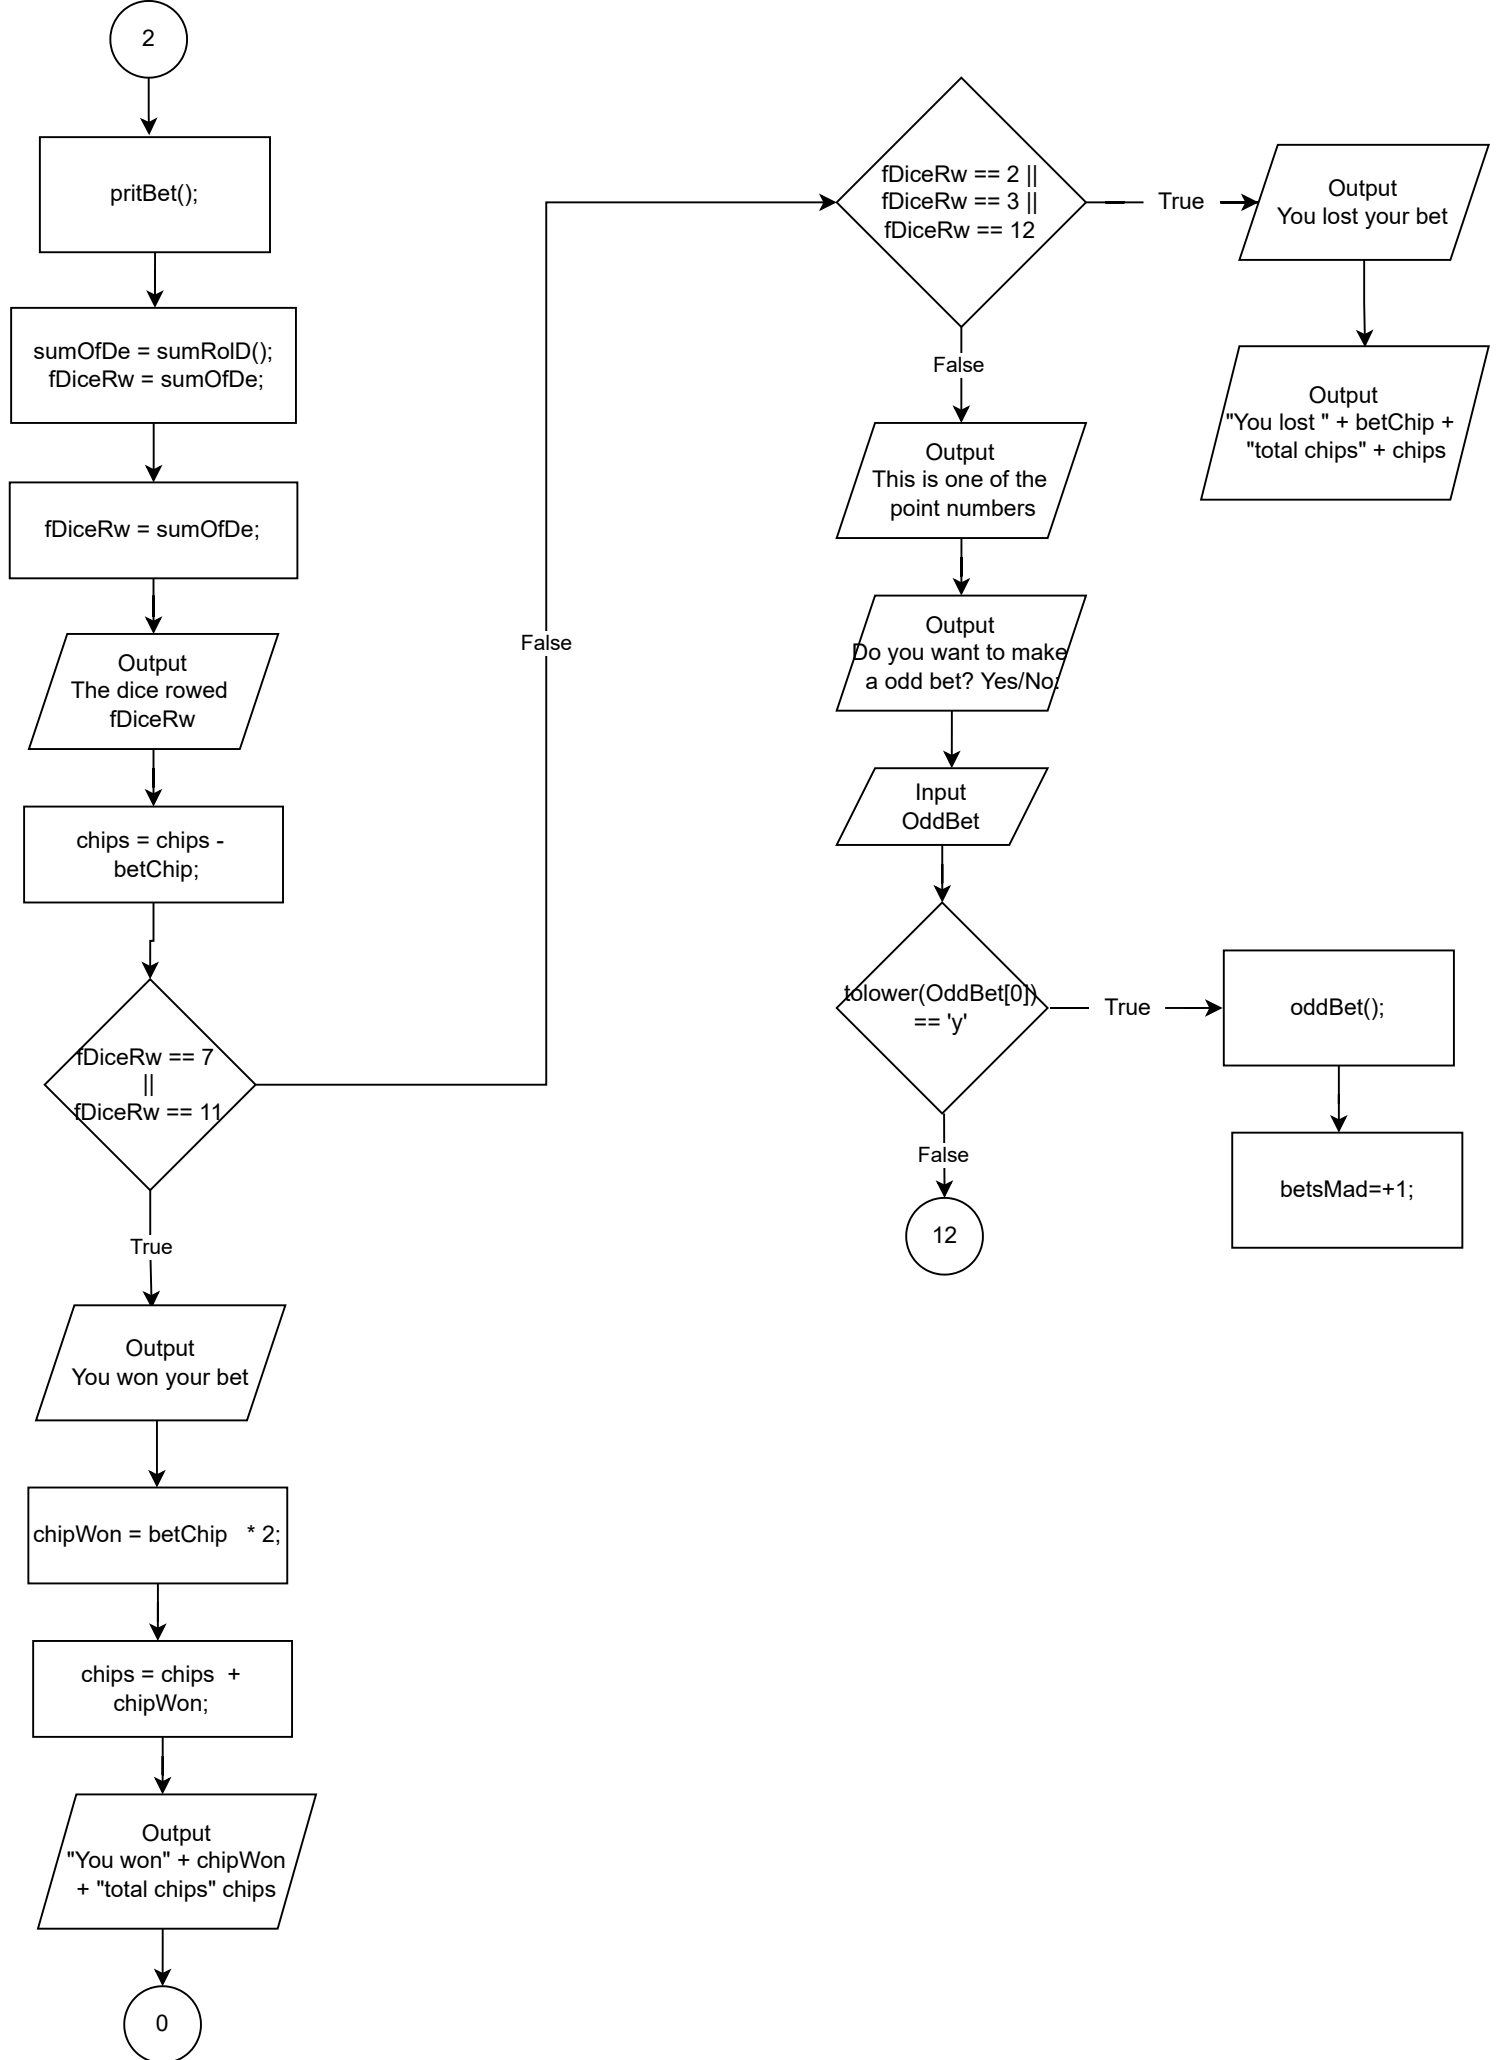 2
pritBet();
sumOfDe = sumRolD();
fDiceRw = sumOfDe;
fDiceRw = sumOfDe;
Output
The dice rowed
fDiceRw
chips = chips -
betChip;
fDiceRw == 7
||
fDiceRw == 11
True
Output
You won your bet
chipWon = betChip   * 2;
chips = chips  +
chipWon;
Output
"You won" + chipWon
+ "total chips" chips
0
False
fDiceRw == 2 ||
fDiceRw == 3 ||
fDiceRw == 12
True
Output
You lost your bet
Output
"You lost " + betChip +
"total chips" + chips
False
Output
This is one of the
point numbers
Output
Do you want to make
a odd bet? Yes/No:
Input
OddBet
tolower(OddBet[0])
== 'y'
True
oddBet();
betsMad=+1;
False
12